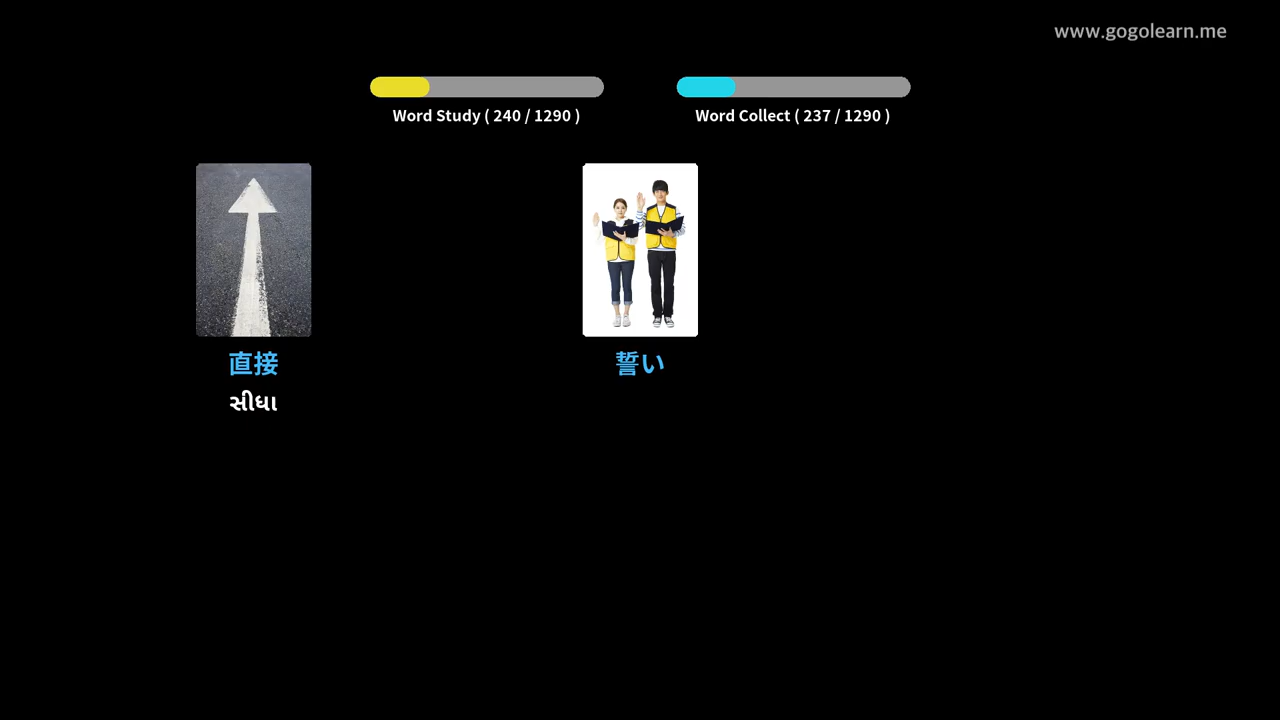 www.gogolearn.me
Word Study ( 240 / 1290 )
Word Collect ( 237 / 1290 )
直接
સીધા
誓い